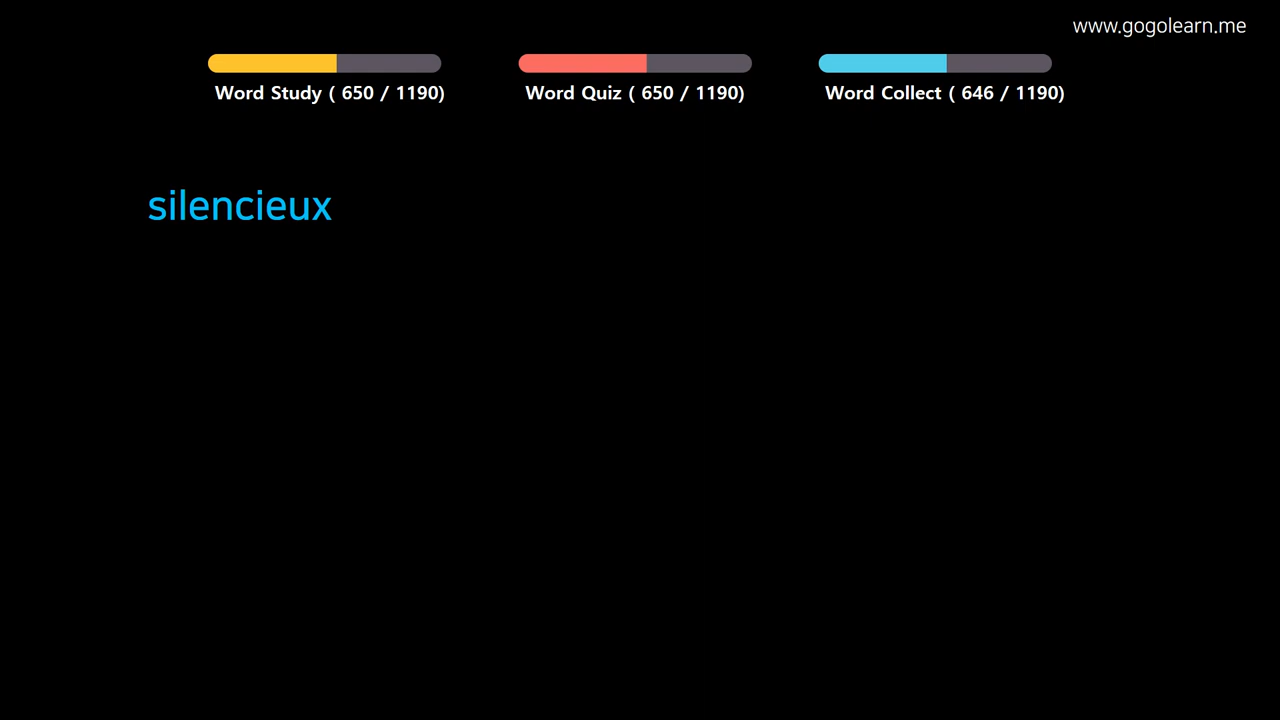 www.gogolearn.me
Word Study ( 650 / 1190)
Word Quiz ( 650 / 1190)
Word Collect ( 646 / 1190)
silencieux